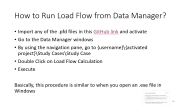 How to Run Load Flow from Data Manager?
• Import any of the .pfd files in this GitHub link and activate
• Go to the Data Manager windows
• By using the navigation pane, go to \username\(activated
project)\Study Cases\Study Case
• Double Click on Load Flow Calculation
• Execute
Basically, this procedure is similar to when you open an .exe file in
Windows